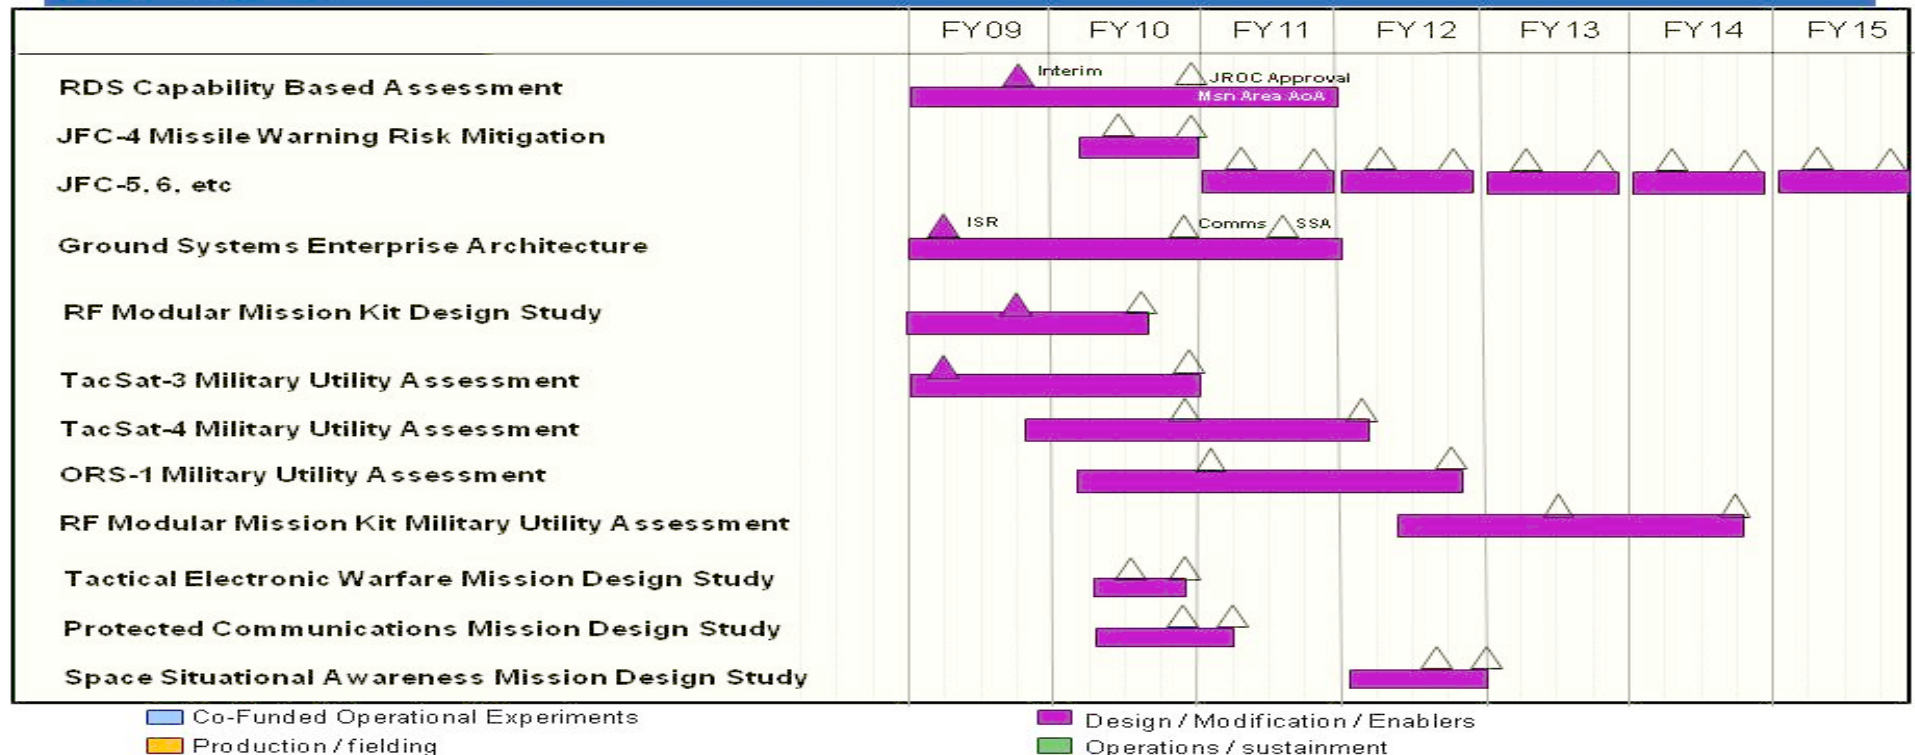 FY09 FY10 FY11 FY12 FY13 FY14 FY15
Interim
JROC Approval
RDS Capability Based Assessment
Msn Area AoA
JFC-4 Missile Warning Risk Mitigation
JFC-5, 6, etc
ISR Comms SSA
Ground Systems Enterprise Architecture
RF Modular Mission Kit Design Study
TacSat-3 Military Utility Assessment
TacSat-4 Military Utility Assessment
ORS-1 Military Utility Assessment
RF Modular Mission Kit Military Utility Assessment
Tactical Electronic Warfare Mission Design Study
Protected Communications Mission Design Study
Space Situational Awareness Mission Design Study
Co-Funded Operational Experiments
Design / Modification / Enablers
Production / fielding
Operations / sustainment